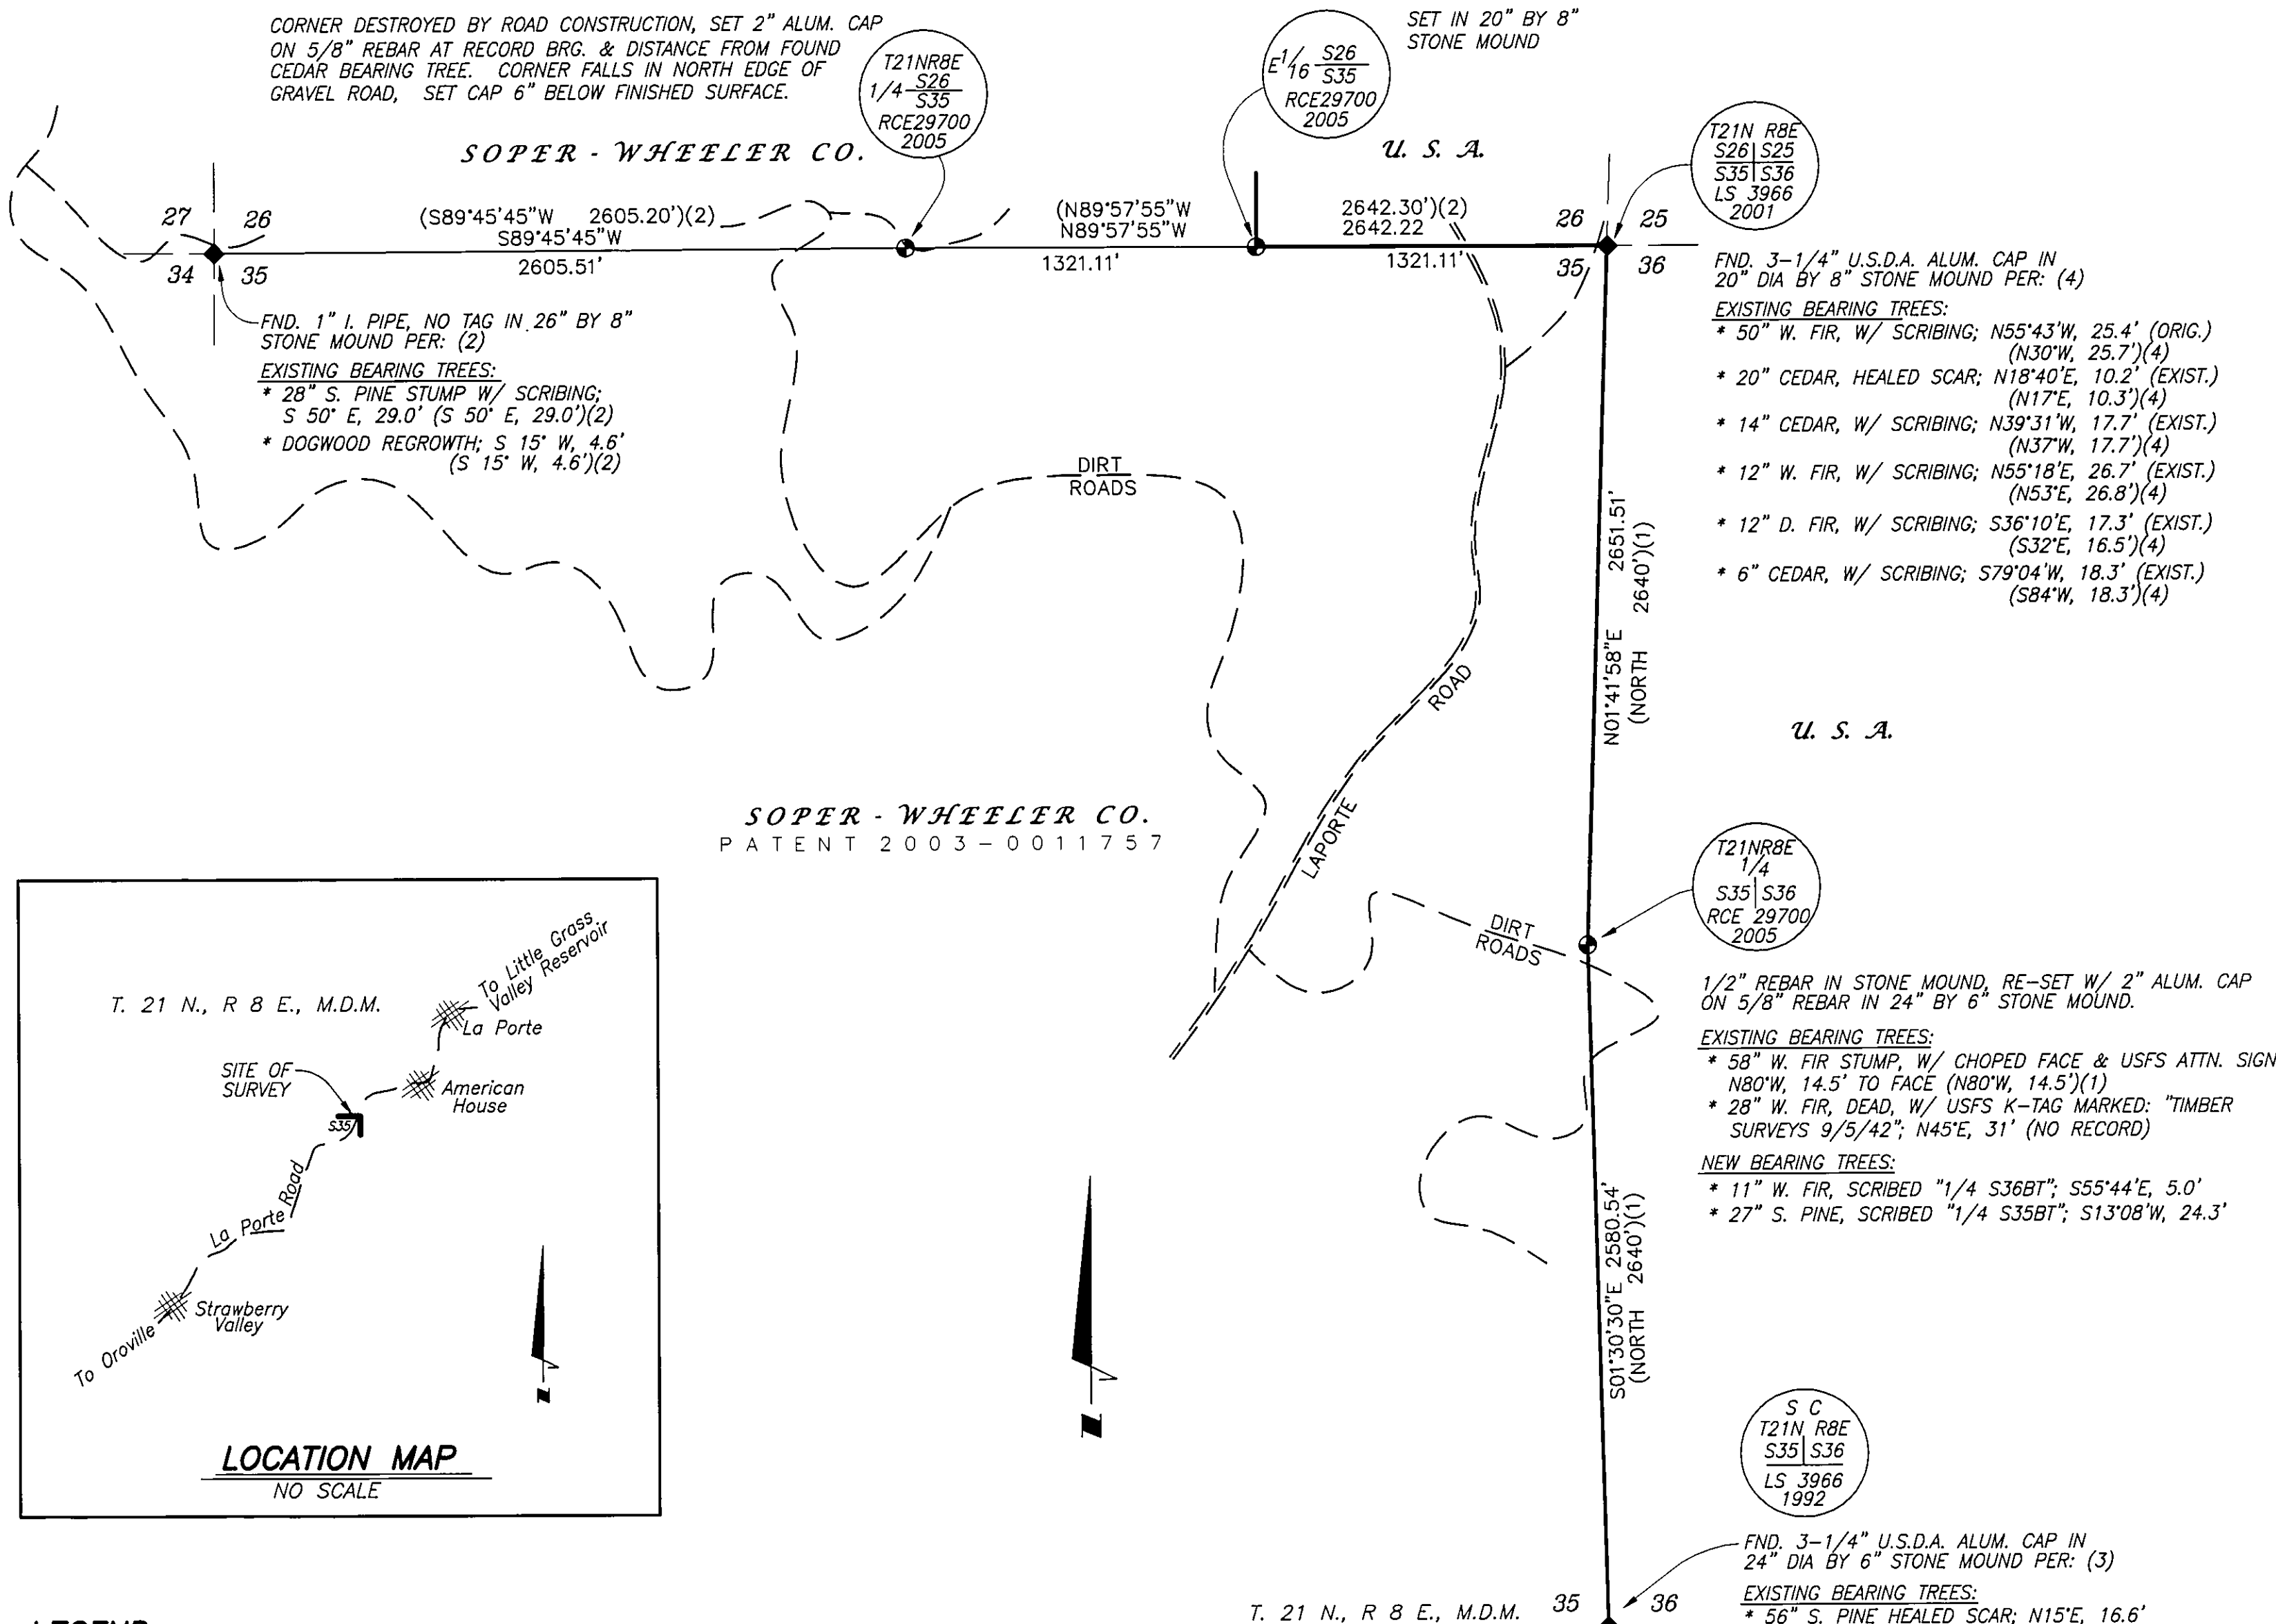 CORNER DESTROYED BY ROAD CONSTRUCTION, SET 2" ALUM. CAP
ON 5/8" REBAR AT RECORD BRG. & DISTANCE FROM FOUND
CEDAR BEARING TREE. CORNER FALLS IN NORTH EDGE OF
GRAVEL ROAD, SET CAP 6" BELOW FINISHED SURFACE.
T21NR8E
1/4 S26
S35
RCE29700
2005
E1/16 S26
S35
RCE29700
2005
SET IN 20" BY 8"
STONE MOUND
T21N R8E
S26 S25
S35 S36
LS 3966
2001
SOPER - WHEELER CO.
U. S. A.
27 26
34 35
(S89°45'45"W 2605.20')(2)
S89°45'45"W
2605.51'
(N89°57'55"W 2642.30')(2)
N89°57'55"W 2642.22
1321.11'
1321.11'
26 25
35 36
FND. 1" I. PIPE, NO TAG IN 26" BY 8"
STONE MOUND PER: (2)
EXISTING BEARING TREES:
* 28" S. PINE STUMP W/ SCRIBING;
S 50° E, 29.0' (S 50° E, 29.0')(2)
* DOGWOOD REGROWTH; S 15° W, 4.6'
(S 15° W, 4.6')(2)
FND. 3-1/4" U.S.D.A. ALUM. CAP IN
20" DIA BY 8" STONE MOUND PER: (4)
EXISTING BEARING TREES:
* 50" W. FIR, W/ SCRIBING; N55°43'W, 25.4' (ORIG.)
(N30°W, 25.7')(4)
* 20" CEDAR, HEALED SCAR; N18°40'E, 10.2' (EXIST.)
(N17°E, 10.3')(4)
* 14" CEDAR, W/ SCRIBING; N39°31'W, 17.7' (EXIST.)
(N37°W, 17.7')(4)
* 12" W. FIR, W/ SCRIBING; N55°18'E, 26.7' (EXIST.)
(N53°E, 26.8')(4)
* 12" D. FIR, W/ SCRIBING; S36°10'E, 17.3' (EXIST.)
(S32°E, 16.5')(4)
* 6" CEDAR, W/ SCRIBING; S79°04'W, 18.3' (EXIST.)
(S84°W, 18.3')(4)
DIRT
ROADS
N01°41'58"E 2651.51'
(NORTH 2640')(1)
LAPORTE ROAD
U. S. A.
SOPER - WHEELER CO.
PATENT 2003-0011757
DIRT
ROADS
T21NR8E
1/4
S35 S36
RCE 29700
2005
1/2" REBAR IN STONE MOUND, RE-SET W/ 2" ALUM. CAP
ON 5/8" REBAR IN 24" BY 6" STONE MOUND.
EXISTING BEARING TREES:
* 58" W. FIR STUMP, W/ CHOPED FACE & USFS ATTN. SIGN
N80°W, 14.5' TO FACE (N80°W, 14.5')(1)
* 28" W. FIR, DEAD, W/ USFS K-TAG MARKED: "TIMBER
SURVEYS 9/5/42"; N45°E, 31' (NO RECORD)
NEW BEARING TREES:
* 11" W. FIR, SCRIBED "1/4 S36BT"; S55°44'E, 5.0'
* 27" S. PINE, SCRIBED "1/4 S35BT"; S13°08'W, 24.3'
S01°30'30"E 2580.54'
(NORTH 2640')(1)
T. 21 N., R 8 E., M.D.M.
To Little Grass
Valley Reservoir
La Porte
SITE OF
SURVEY
American
House
S35
La Porte Road
Strawberry
Valley
To Oroville
N
LOCATION MAP
NO SCALE
N
S C
T21N R8E
S35 S36
LS 3966
1992
FND. 3-1/4" U.S.D.A. ALUM. CAP IN
24" DIA BY 6" STONE MOUND PER: (3)
EXISTING BEARING TREES:
* 56" S. PINE HEALED SCAR; N15°E, 16.6'
T. 21 N., R 8 E., M.D.M. 35 36
LEGEND